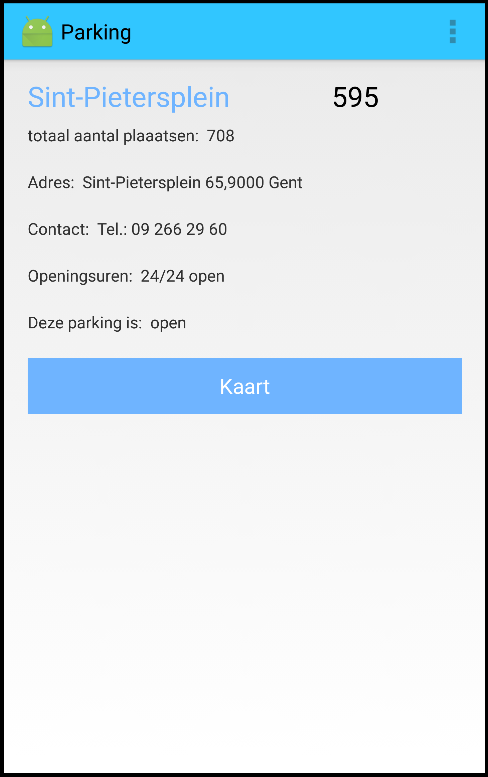 Parking
Sint-Pietersplein 595
totaal aantal plaaatsen: 708
Adres: Sint-Pietersplein 65,9000 Gent
Contact: Tel.: 09 266 29 60
Openingsuren: 24/24 open
Deze parking is: open
Kaart